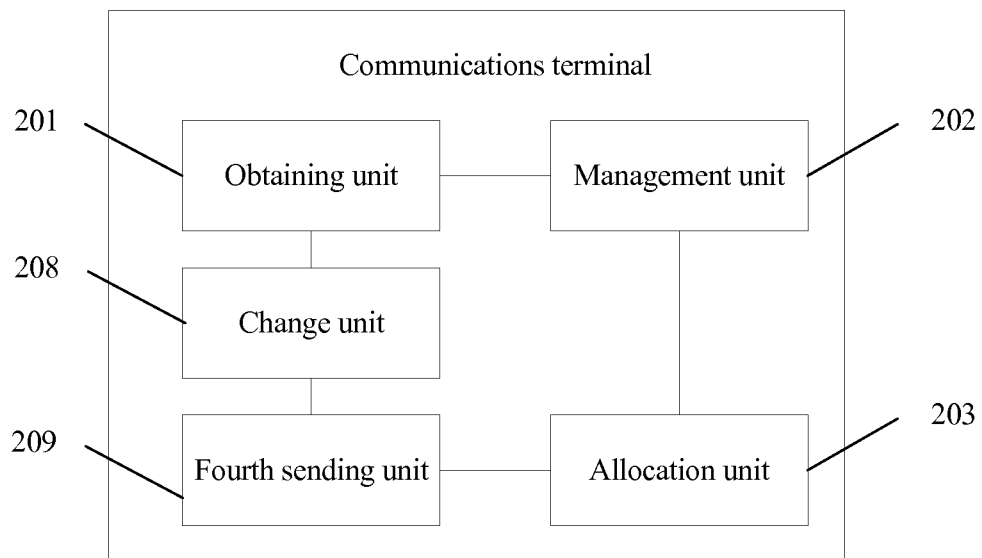 Communications terminal
201
Obtaining unit
Management unit
202
208
Change unit
209
Fourth sending unit
Allocation unit
203